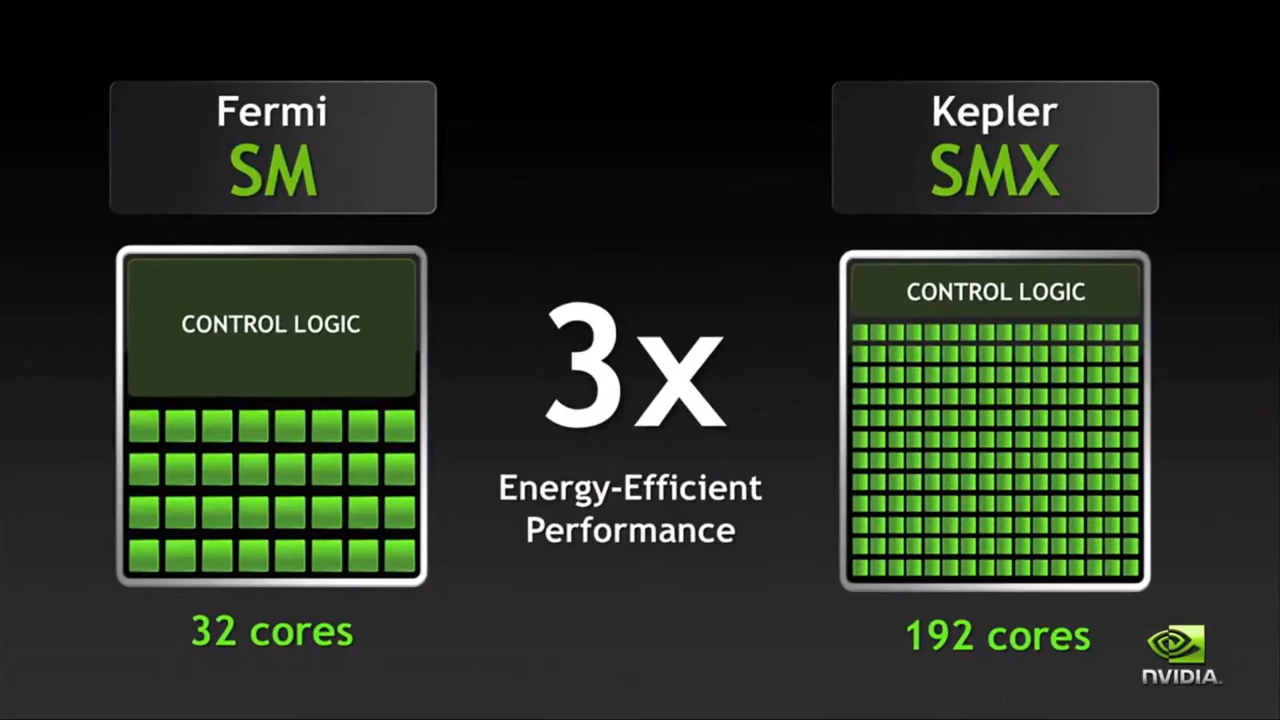 Fermi
SM
Kepler
SMX
CONTROL LOGIC
CONTROL LOGIC
3x
Energy-Efficient
Performance
32 cores
192 cores
NVIDIA.